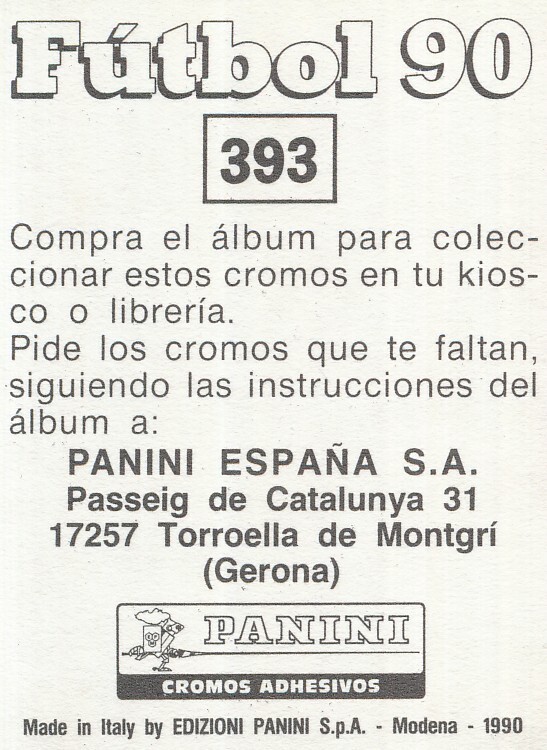 Fútbol 90
393
Compra el álbum para colec-
cionar estos cromos en tu kios-
co o librería.
Pide los cromos que te faltan,
siguiendo las instrucciones del
álbum a:
PANINI ESPAÑA S.A.
Passeig de Catalunya 31
17257 Torroella de Montgrí
(Gerona)
PANINI
CROMOS ADHESIVOS
Made in Italy by EDIZIONI PANINI S.p.A. - Modena - 1990